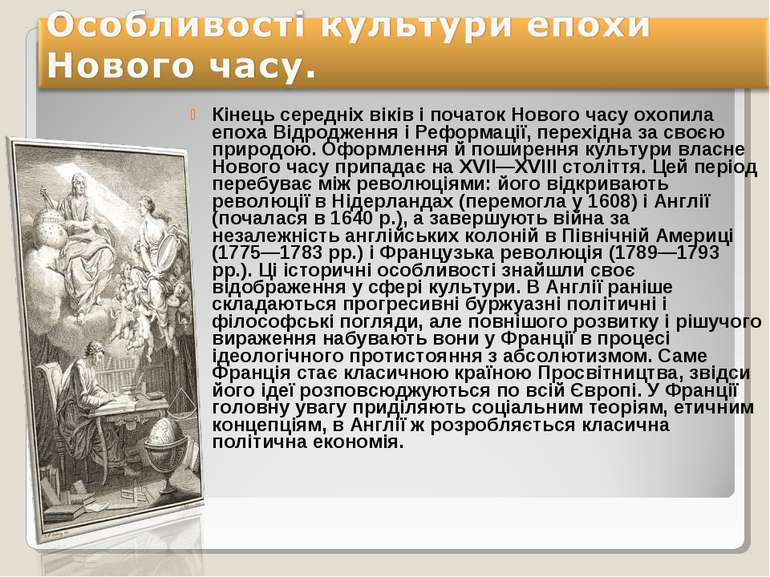 Особливості культури епохи
Нового часу.
Кінець середніх віків і початок Нового часу охопила
епоха Відродження і Реформації, перехідна за своєю
природою. Оформлення й поширення культури власне
Нового часу припадає на XVII—XVIII століття. Цей період
перебуває між революціями: його відкривають
революції в Нідерландах (перемогла у 1608) і Англії
(почалася в 1640 р.), а завершують війна за
незалежність англійських колоній в Північній Америці
(1775—1783 рр.) і Французька революція (1789—1793
рр.). Ці історичні особливості знайшли своє
відображення у сфері культури. В Англії раніше
складаються прогресивні буржуазні політичні і
філософські погляди, але повнішого розвитку і рішучого
вираження набувають вони у Франції в процесі
ідеологічного протистояння з абсолютизмом. Саме
Франція стає класичною країною Просвітництва, звідси
його ідеї розповсюджуються по всій Європі. У Франції
головну увагу приділяють соціальним теоріям, етичним
концепціям, в Англії ж розробляється класична
політична економія.